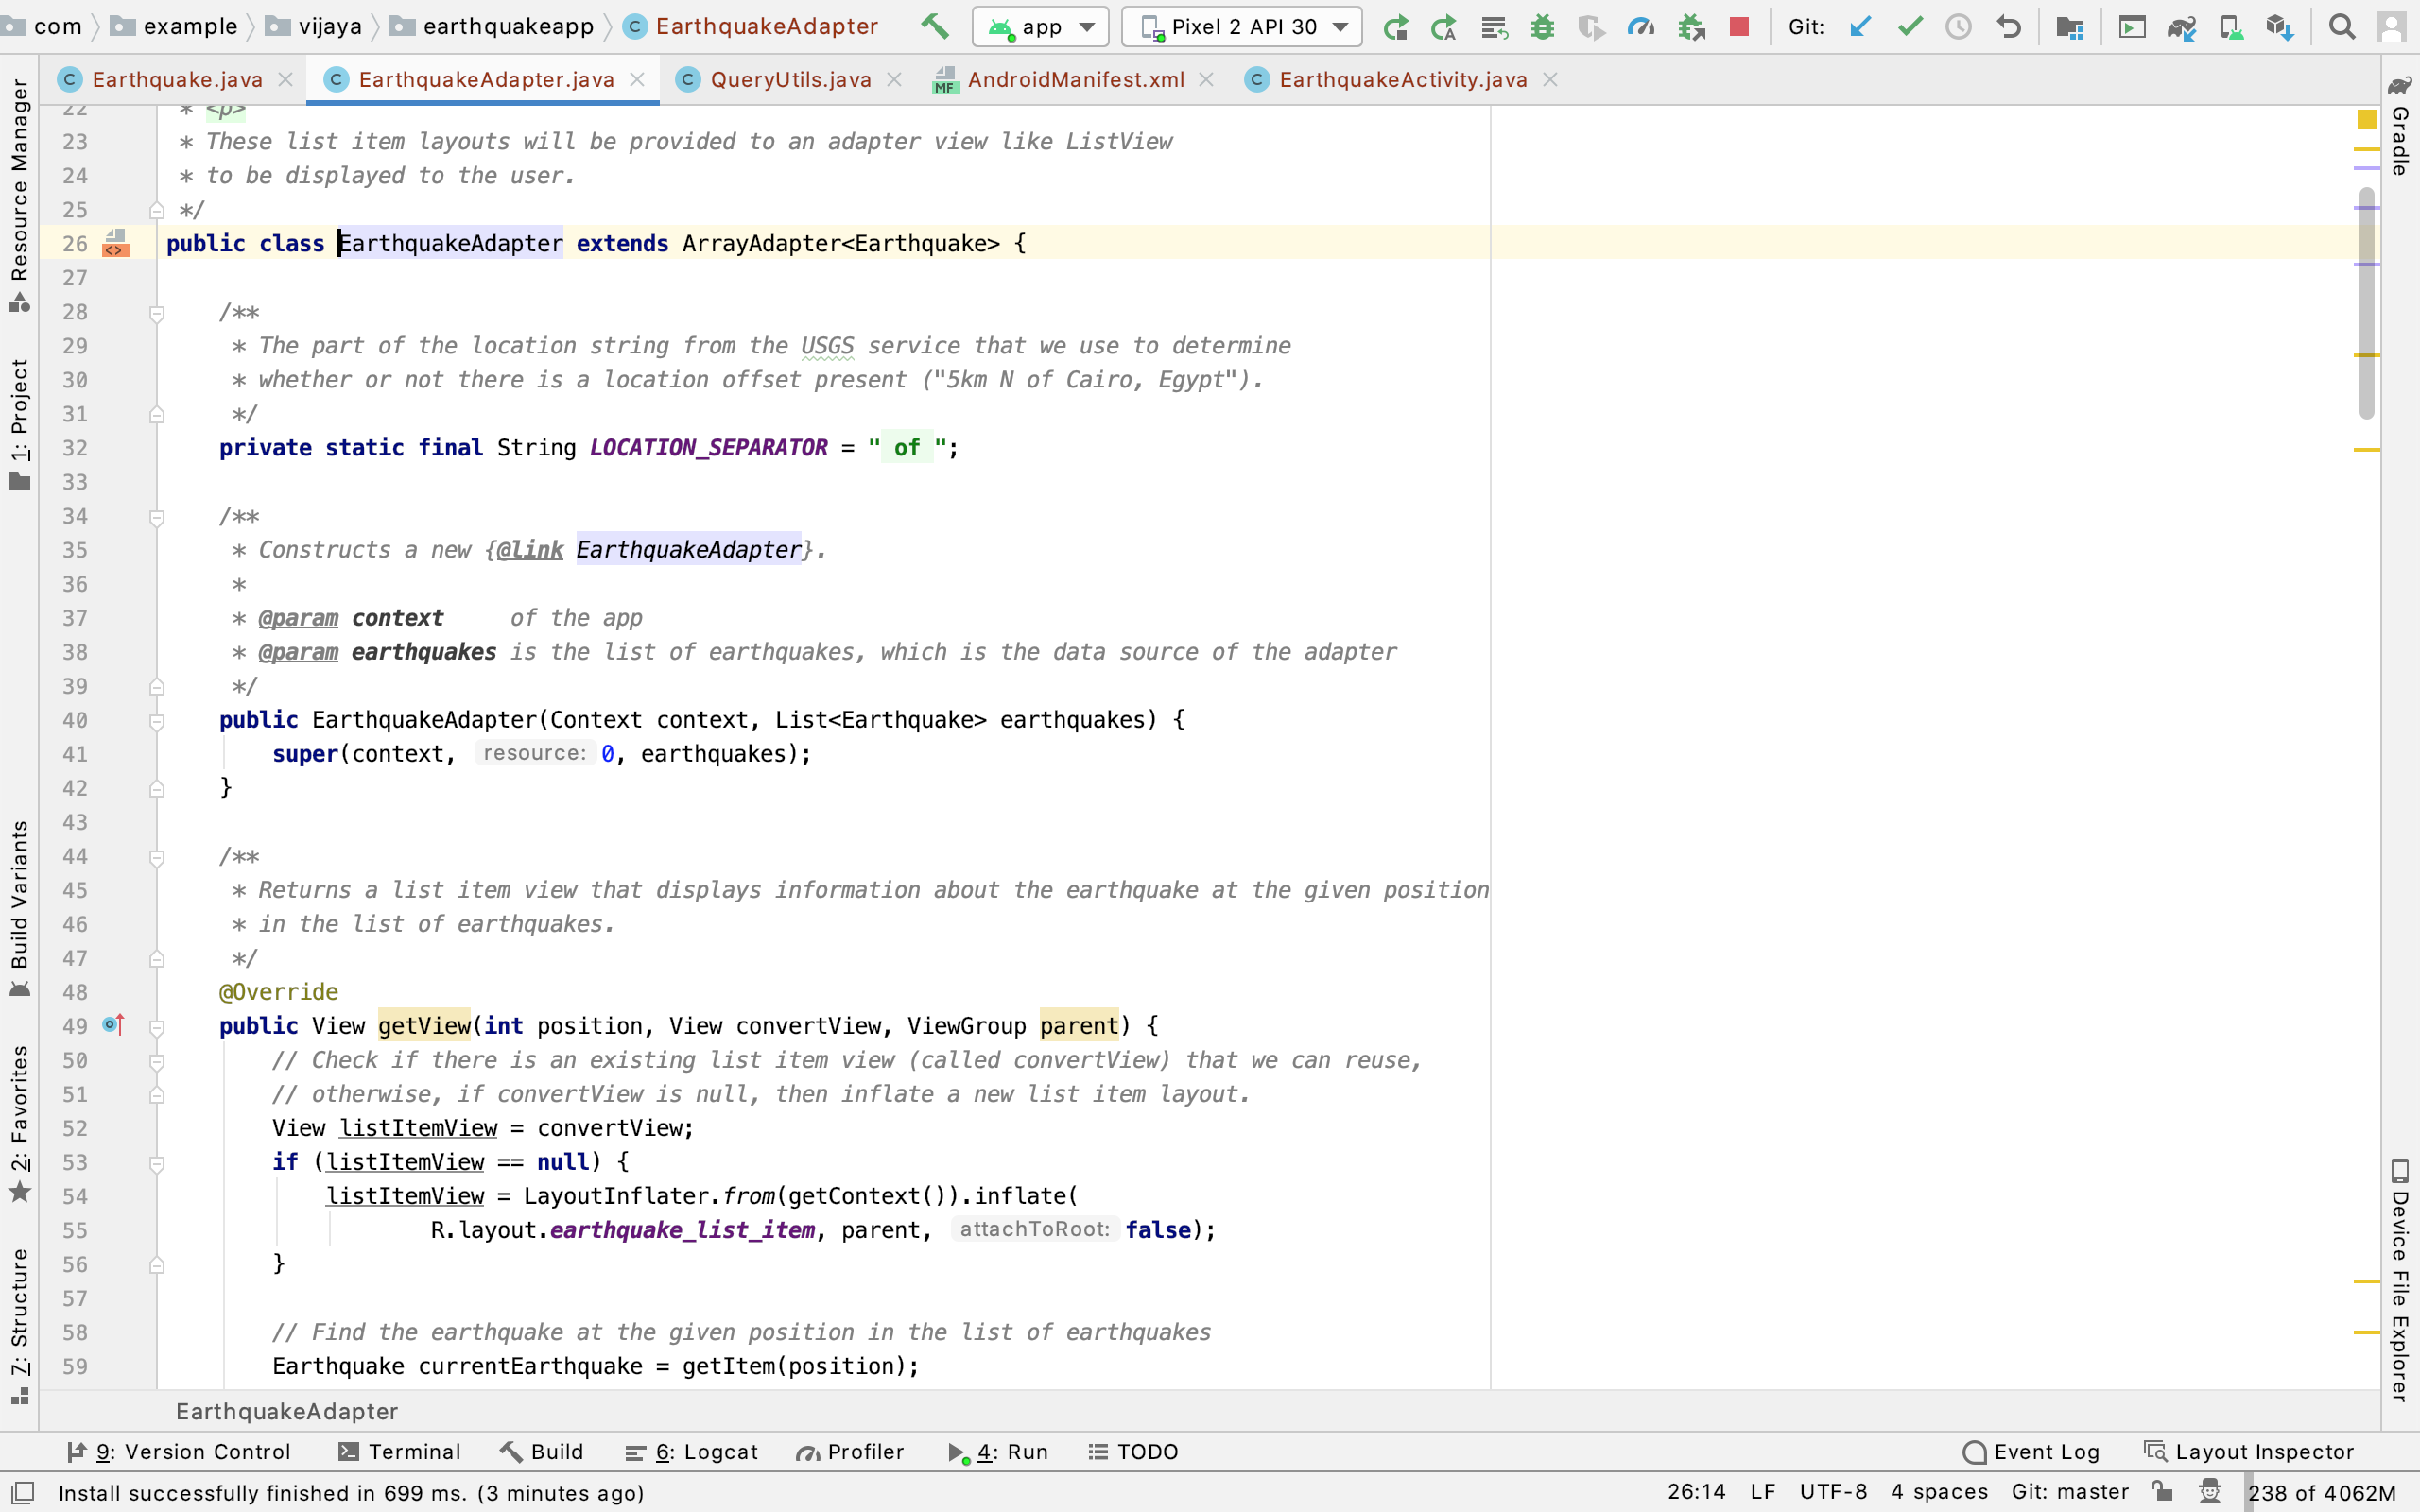 com example vijaya earthquakeapp EarthquakeAdapter app Pixel 2 API 30 Git:
Earthquake.java EarthquakeAdapter.java QueryUtils.java MF AndroidManifest.xml EarthquakeActivity.java
Resource Manager
1: Project
Build Variants
2: Favorites
7: Structure
22 * <p>
23 * These list item layouts will be provided to an adapter view like ListView
24 * to be displayed to the user.
25 */
26 public class EarthquakeAdapter extends ArrayAdapter<Earthquake> {
27
28 /**
29 * The part of the location string from the USGS service that we use to determine
30 * whether or not there is a location offset present ("5km N of Cairo, Egypt").
31 */
32 private static final String LOCATION_SEPARATOR = " of ";
33
34 /**
35 * Constructs a new {@link EarthquakeAdapter}.
36 *
37 * @param context of the app
38 * @param earthquakes is the list of earthquakes, which is the data source of the adapter
39 */
40 public EarthquakeAdapter(Context context, List<Earthquake> earthquakes) {
41 super(context, resource: 0, earthquakes);
42 }
43
44 /**
45 * Returns a list item view that displays information about the earthquake at the given position
46 * in the list of earthquakes.
47 */
48 @Override
49 public View getView(int position, View convertView, ViewGroup parent) {
50 // Check if there is an existing list item view (called convertView) that we can reuse,
51 // otherwise, if convertView is null, then inflate a new list item layout.
52 View listItemView = convertView;
53 if (listItemView == null) {
54 listItemView = LayoutInflater.from(getContext()).inflate(
55 R.layout.earthquake_list_item, parent, attachToRoot: false);
56 }
57
58 // Find the earthquake at the given position in the list of earthquakes
59 Earthquake currentEarthquake = getItem(position);
Gradle
Device File Explorer
EarthquakeAdapter
9: Version Control Terminal Build 6: Logcat Profiler 4: Run TODO Event Log Layout Inspector
Install successfully finished in 699 ms. (3 minutes ago) 26:14 LF UTF-8 4 spaces Git: master 238 of 4062M